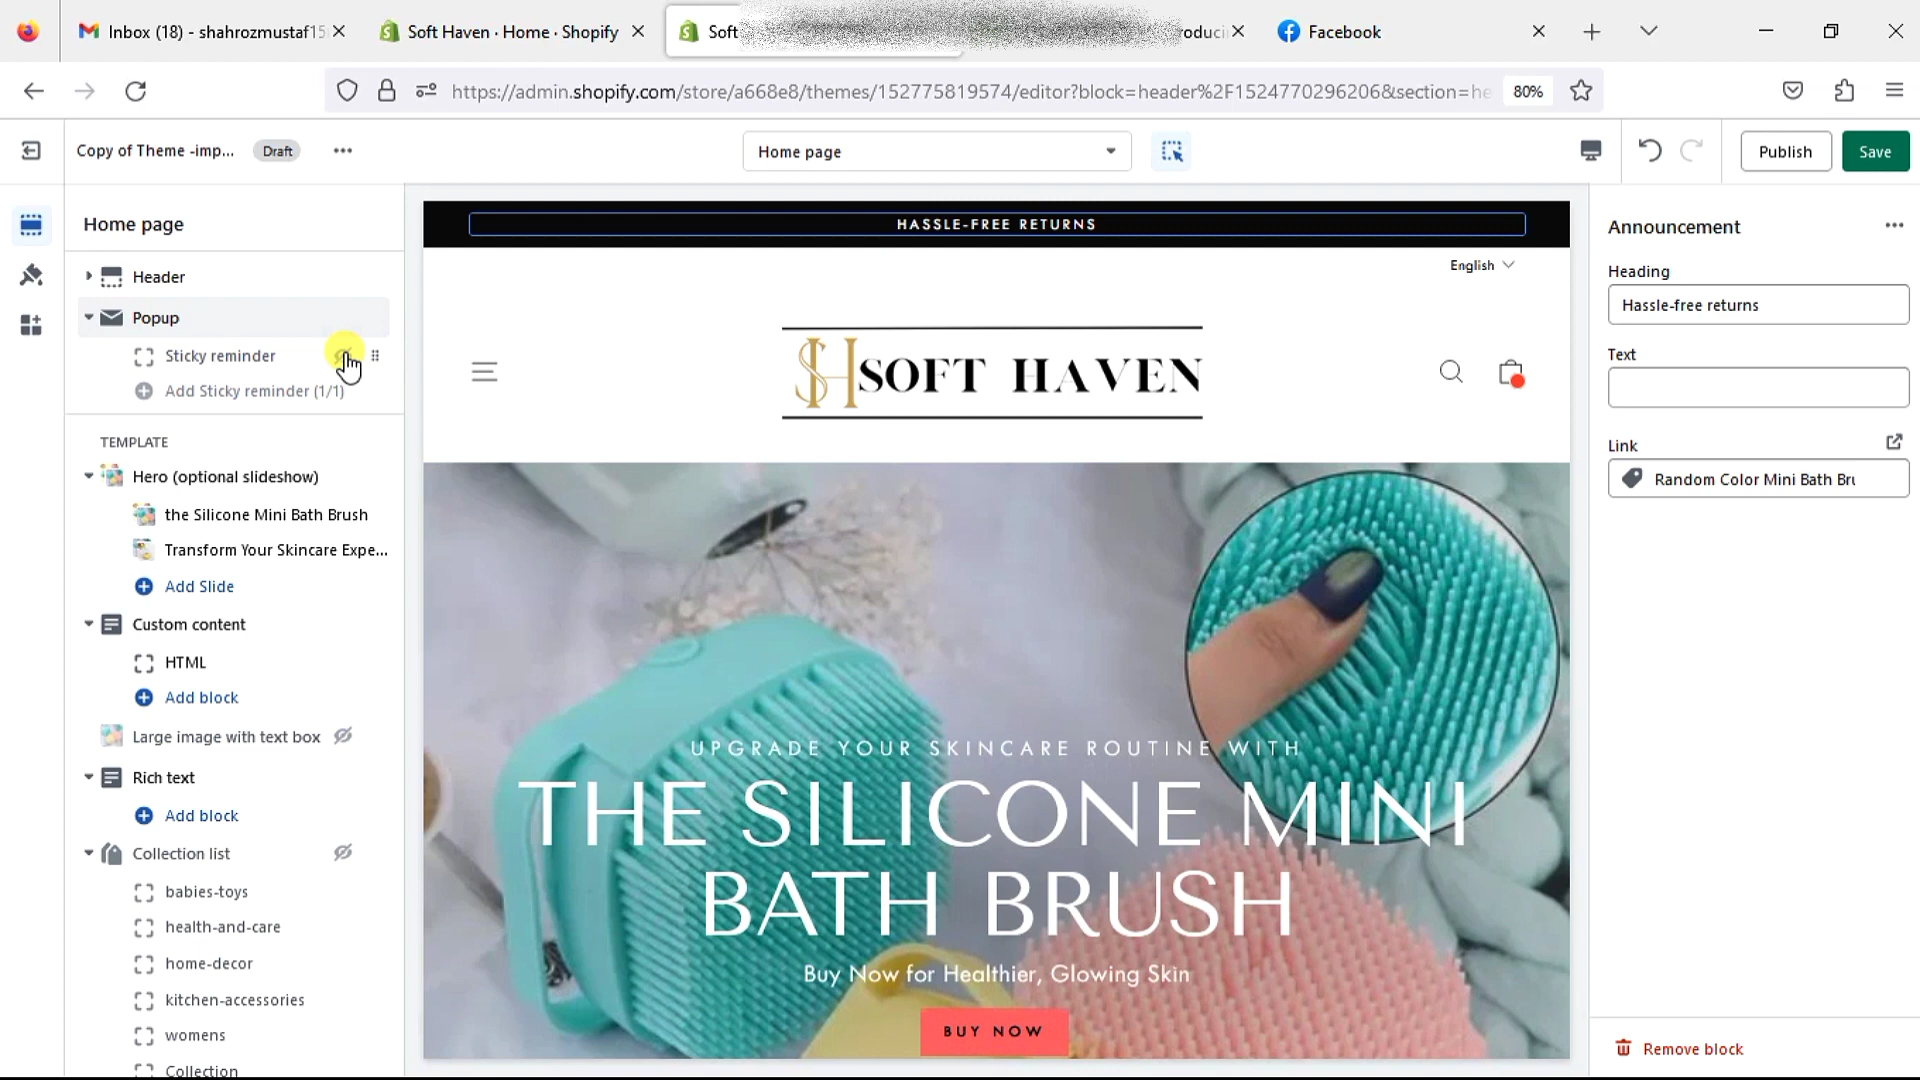 Inbox (18) - shahrozmustaf15
Soft Haven · Home · Shopify
Soft
roduci
Facebook
https://admin.shopify.com/store/a668e8/themes/152775819574/editor?block=header%2F15247702962068&section=he
80%
Copy of Theme -imp...
Draft
Home page
Publish
Save
Home page
Header
Popup
Sticky reminder
Add Sticky reminder (1/1)
TEMPLATE
Hero (optional slideshow)
the Silicone Mini Bath Brush
Transform Your Skincare Expe...
Add Slide
Custom content
HTML
Add block
Large image with text box
Rich text
Add block
Collection list
babies-toys
health-and-care
home-decor
kitchen-accessories
womens
Collection
HASSLE-FREE RETURNS
English
SH SOFT HAVEN
UPGRADE YOUR SKINCARE ROUTINE WITH
THE SILICONE MINI
BATH BRUSH
Buy Now for Healthier, Glowing Skin
BUY NOW
Announcement
Heading
Hassle-free returns
Text
Link
Random Color Mini Bath Bru
Remove block